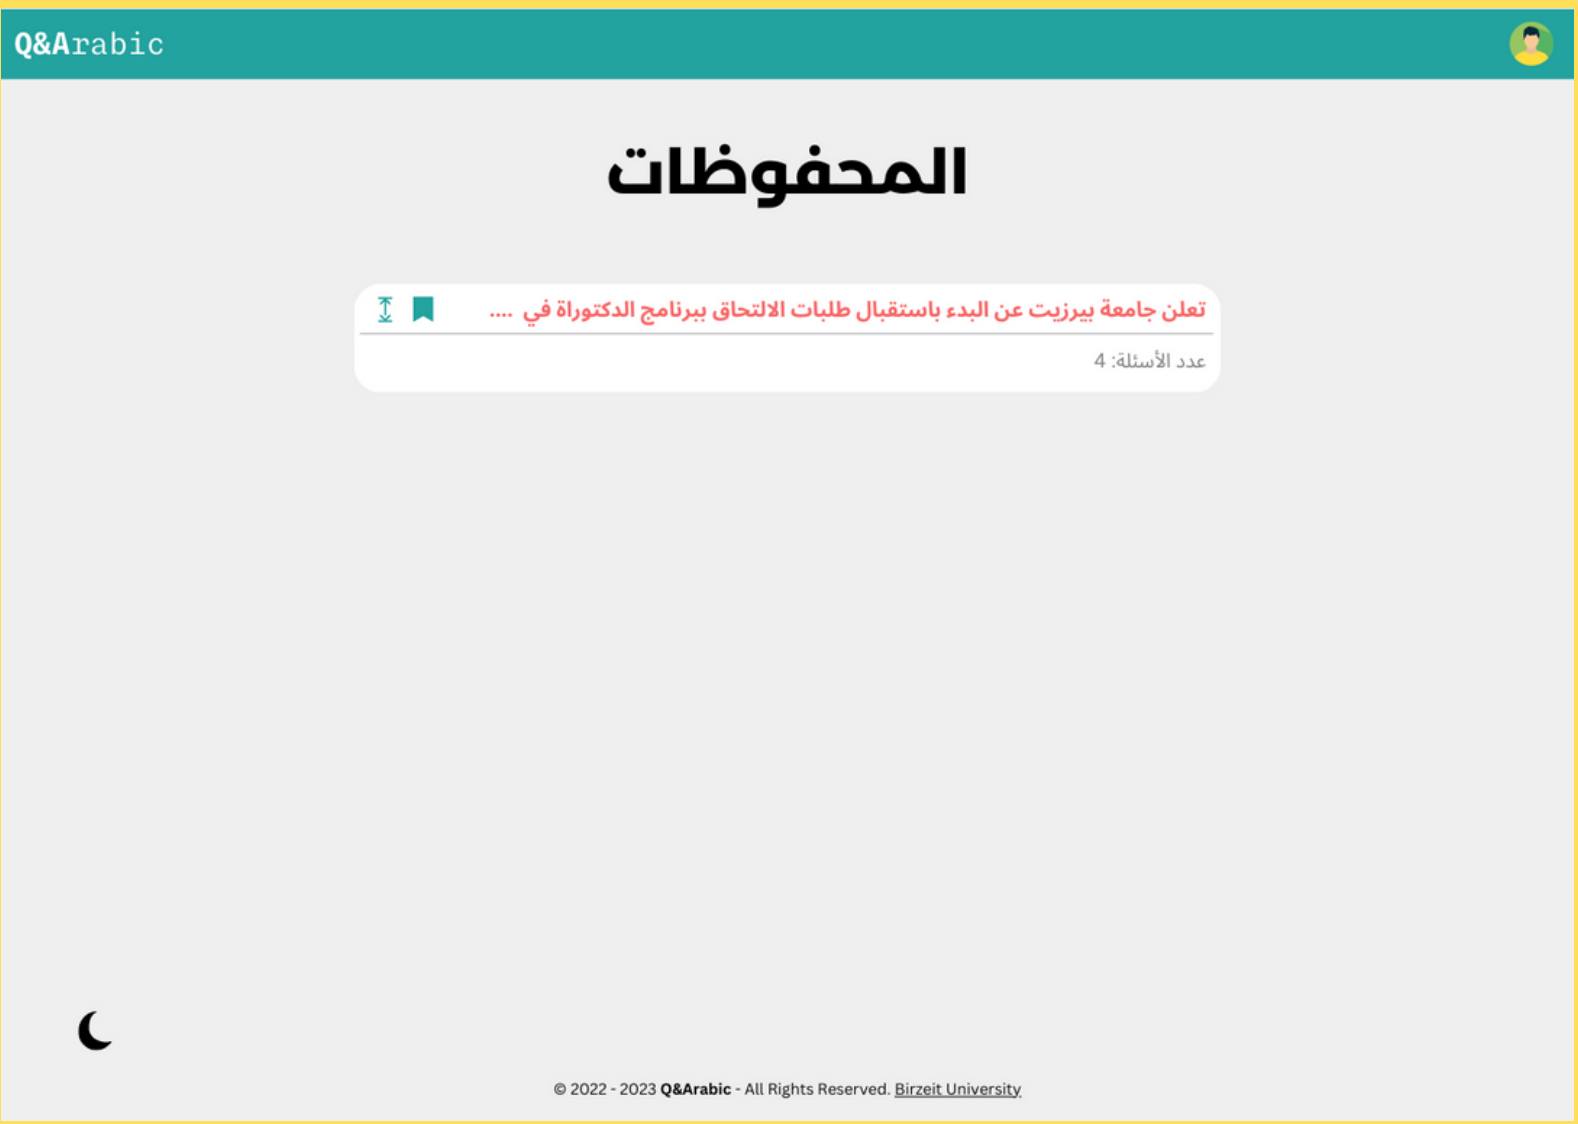 Q&Arabic
المحفوظات
تعلن جامعة بيرزيت عن البدء باستقبال طلبات الالتحاق ببرنامج الدكتوراة في ....
عدد الأسئلة: 4
© 2022 - 2023 Q&Arabic - All Rights Reserved. Birzeit University